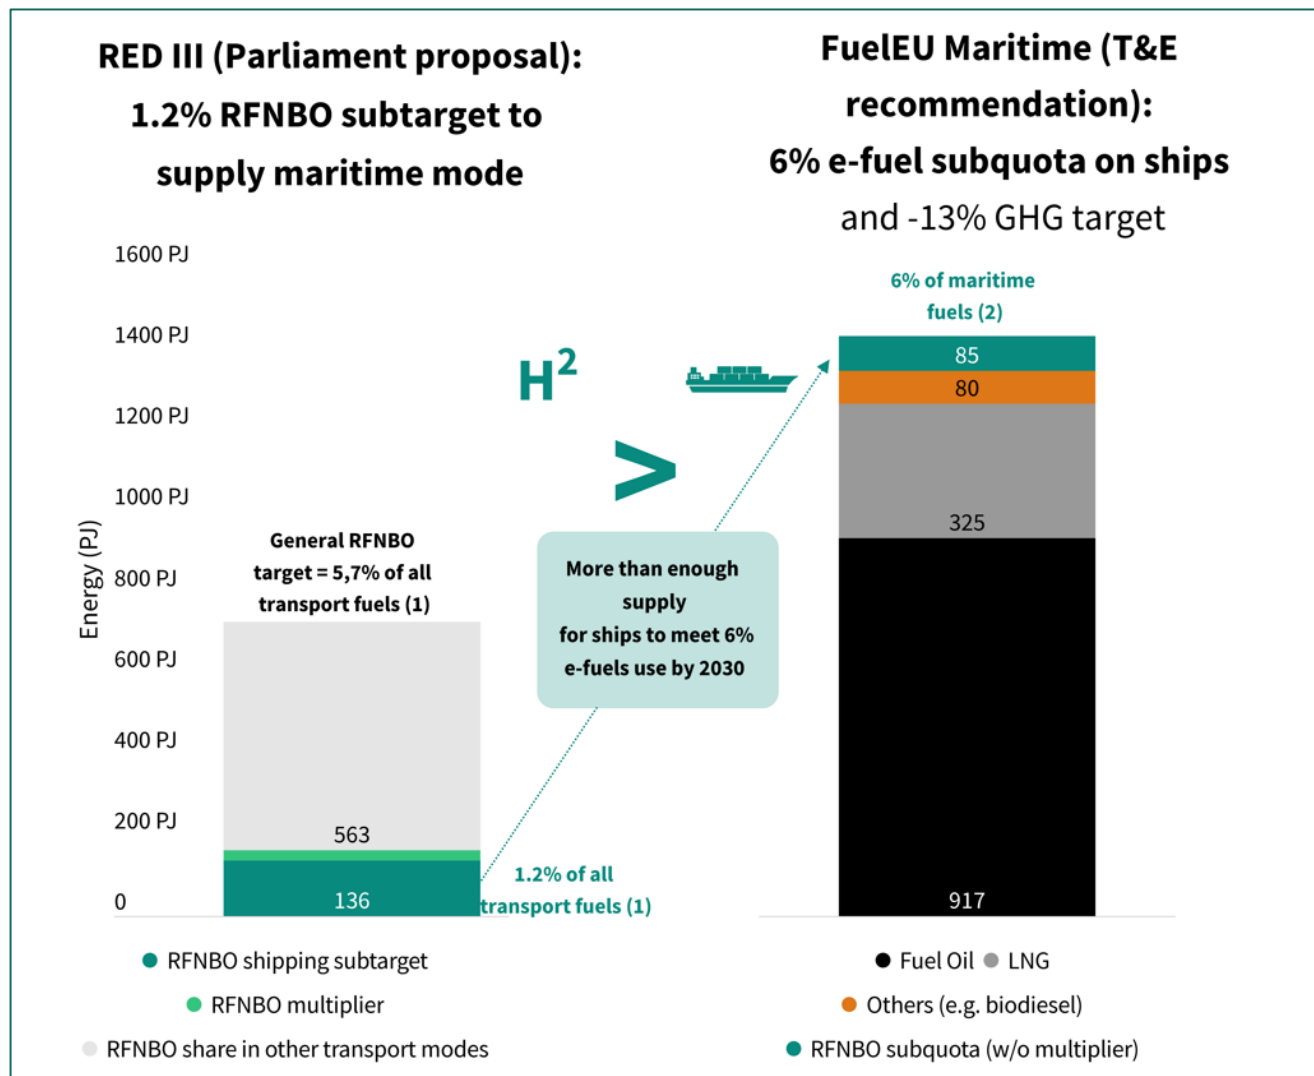 RED III (Parliament proposal):
1.2% RFNBO subtarget to
supply maritime mode
FuelEU Maritime (T&E
recommendation):
6% e-fuel subquota on ships
and -13% GHG target
1600 PJ
1400 PJ
1200 PJ
1000 PJ
800 PJ
600 PJ
400 PJ
200 PJ
0
Energy (PJ)
General RFNBO
target = 5,7% of all
transport fuels (1)
563
136
1.2% of all
transport fuels (1)
H²
>
More than enough
supply
for ships to meet 6%
e-fuels use by 2030
6% of maritime
fuels (2)
85
80
325
917
RFNBO shipping subtarget
RFNBO multiplier
RFNBO share in other transport modes
Fuel Oil
LNG
Others (e.g. biodiesel)
RFNBO subquota (w/o multiplier)